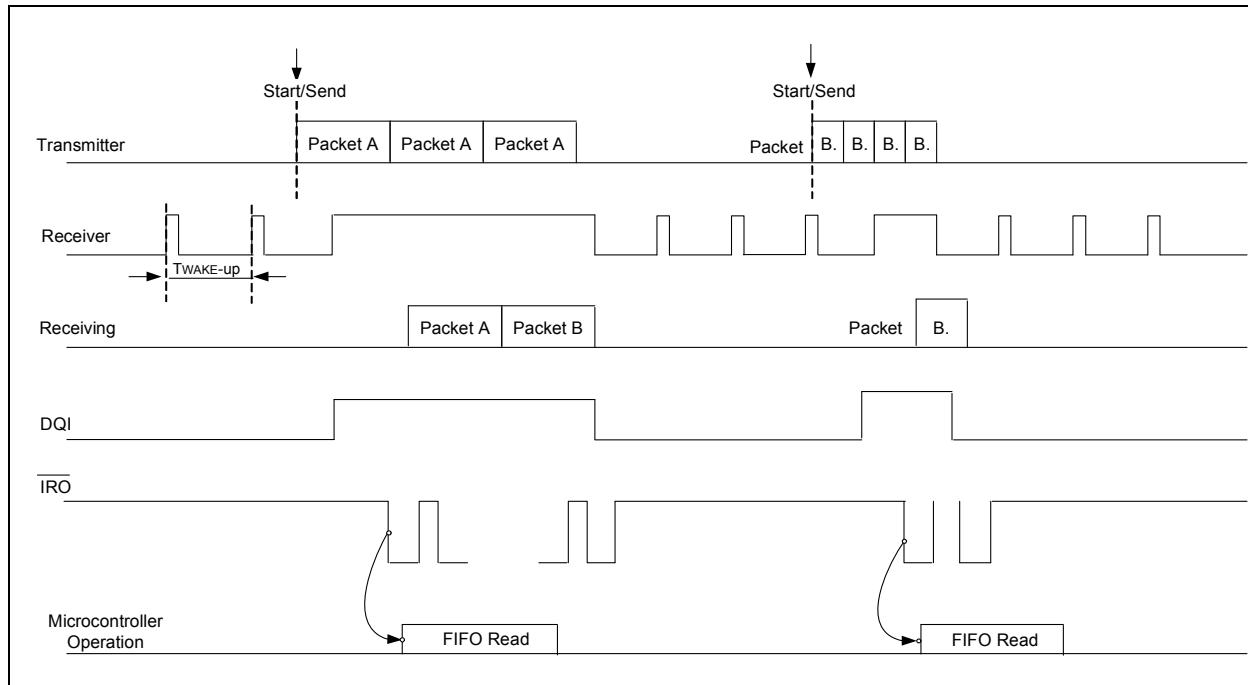 Start/Send
Start/Send
Transmitter
Packet A
Packet A
Packet A
Packet
B.
B.
B.
B.
Receiver
TWAKE-up
Receiving
Packet A
Packet B
Packet
B.
DQI
IRO
Microcontroller
Operation
FIFO Read
FIFO Read